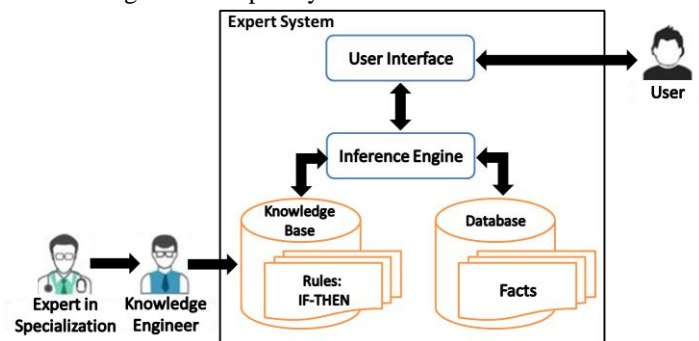 Expert System
User Interface
User
Inference Engine
Knowledge
Base
Database
Rules:
IF-THEN
Facts
Expert in
Specialization
Knowledge
Engineer